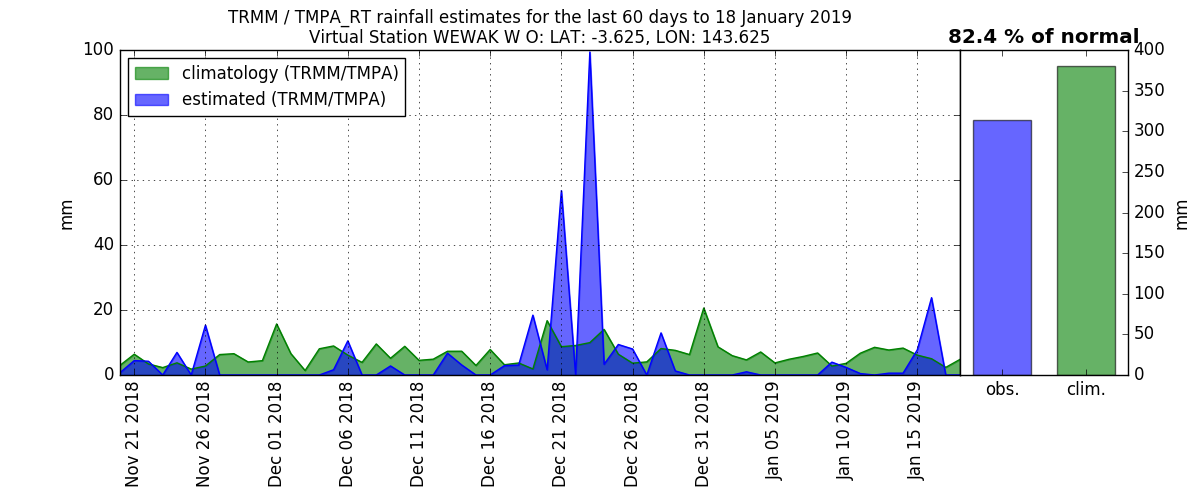 TRMM / TMPA_RT rainfall estimates for the last 60 days to 18 January 2019
Virtual Station WEWAK W O: LAT: -3.625, LON: 143.625
82.4 % of normal
climatology (TRMM/TMPA)
estimated (TRMM/TMPA)
100
80
60
40
20
0
mm
400
350
300
250
200
150
100
50
0
mm
Nov 21 2018
Nov 26 2018
Dec 01 2018
Dec 06 2018
Dec 11 2018
Dec 16 2018
Dec 21 2018
Dec 26 2018
Dec 31 2018
Jan 05 2019
Jan 10 2019
Jan 15 2019
obs.
clim.